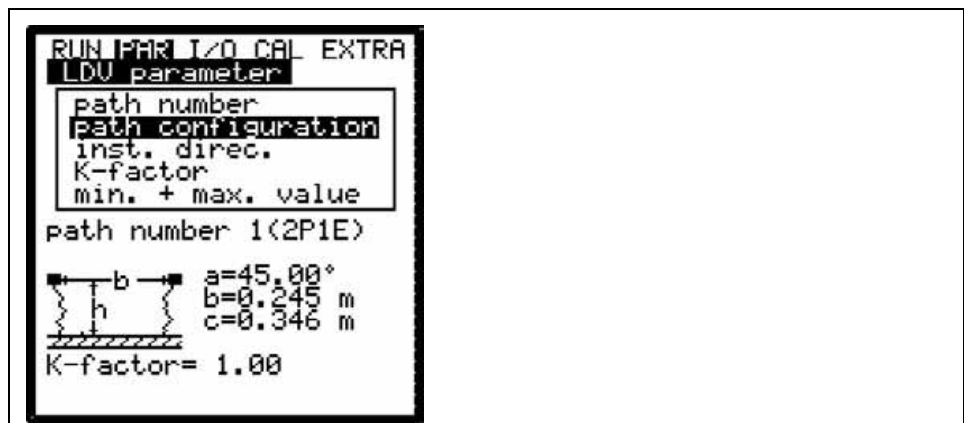 RUN PAR I/O CAL EXTRA
LDV parameter
path number
path configuration
inst. direc.
K-factor
min. + max. value
path number 1(2P1E)
b
a=45.00°
h
b=0.245 m
c=0.346 m
K-factor= 1.00